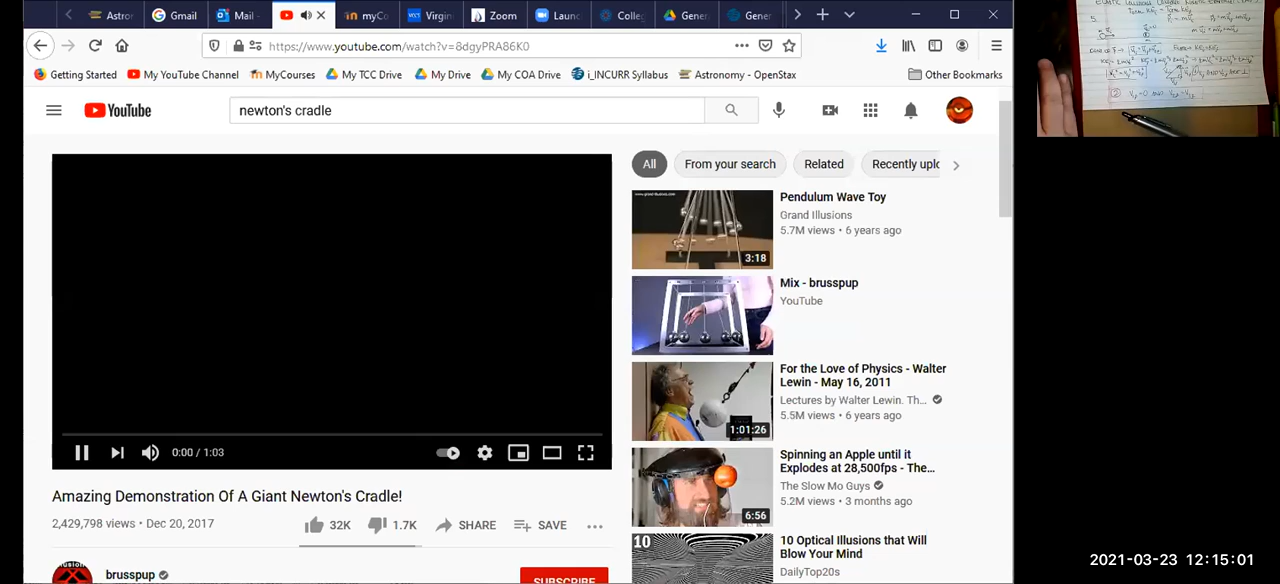 Astror
Gmail
Mail -
myCo
Virgin
Zoom
Laun
Colle
Gener
Gener
https://www.youtube.com/watch?v=8dgyPRA86K0
Getting Started
My YouTube Channel
MyCourses
My TCC Drive
My Drive
My COA Drive
i_INCURR Syllabus
Astronomy - OpenStax
Other Bookmarks
YouTube
newton's cradle
All
From your search
Related
Recently uplo
www.grand-illusions.com
3:18
Pendulum Wave Toy
Grand Illusions
5.7M views • 6 years ago
Mix - brusspup
YouTube
1:01:26
For the Love of Physics - Walter
Lewin - May 16, 2011
Lectures by Walter Lewin. Th...
5.5M views • 6 years ago
6:56
Spinning an Apple until it
Explodes at 28,500fps - The...
The Slow Mo Guys
5.2M views • 3 months ago
10
10 Optical Illusions that Will
Blow Your Mind
DailyTop20s
0:00 / 1:03
Amazing Demonstration Of A Giant Newton's Cradle!
2,429,798 views • Dec 20, 2017
32K
1.7K
SHARE
SAVE
brusspup
SUBSCRIBE
2021-03-23 12:15:01